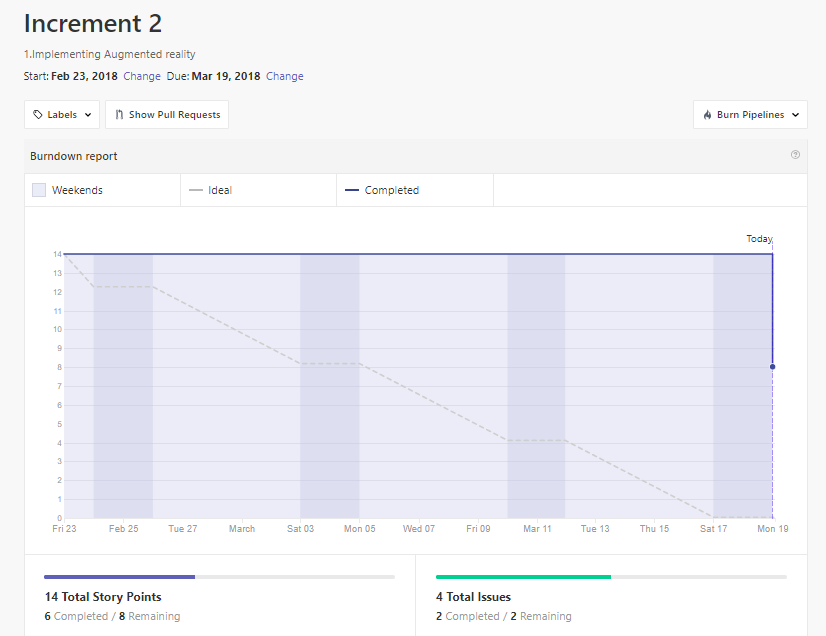 Increment 2
1.Implementing Augmented reality
Start: Feb 23, 2018 Change Due: Mar 19, 2018 Change
Labels Show Pull Requests Burn Pipelines
Burndown report
Weekends Ideal Completed
Today
14
13
12
11
10
9
8
7
6
5
4
3
2
1
0
Fri 23 Feb 25 Tue 27 March Sat 03 Mon 05 Wed 07 Fri 09 Mar 11 Tue 13 Thu 15 Sat 17 Mon 19
14 Total Story Points
6 Completed / 8 Remaining
4 Total Issues
2 Completed / 2 Remaining